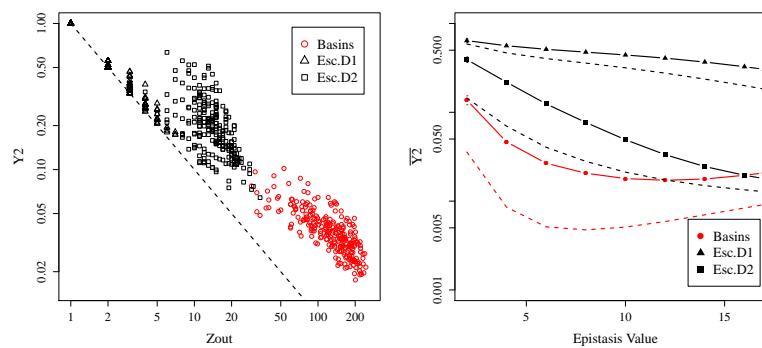 1.00
0.50
0.20
0.10
0.05
0.02
Y2
1 2 5 10 20 50 100 200
Zout
Basins
Esc.D1
Esc.D2
0.500
0.050
0.005
0.001
Y2
5 10 15
Epistasis Value
Basins
Esc.D1
Esc.D2